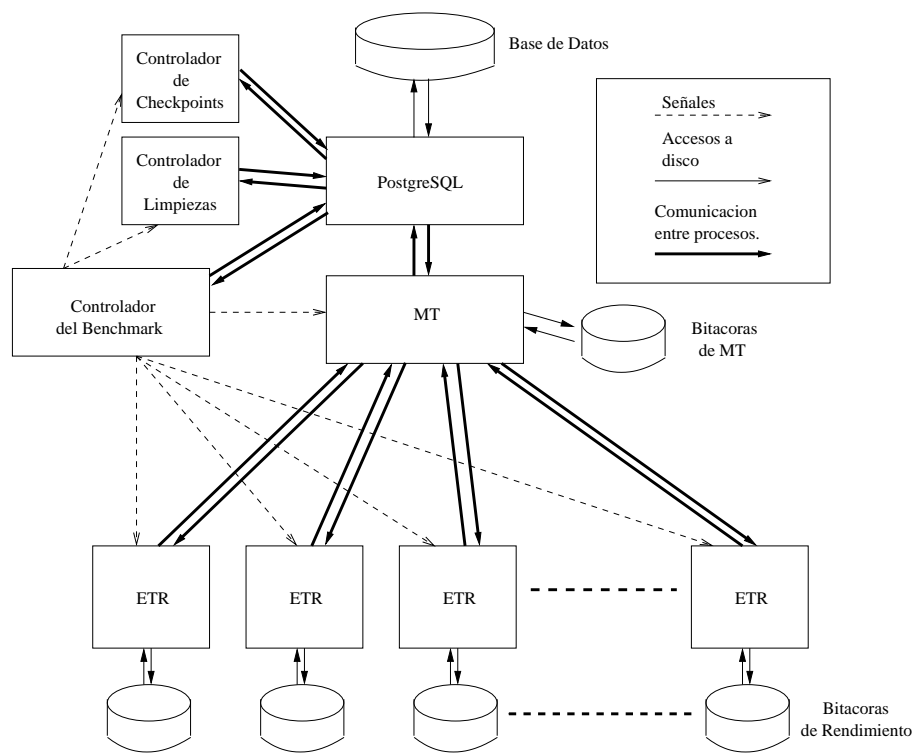 Base de Datos
Controlador
de
Checkpoints
Controlador
de
Limpiezas
PostgreSQL
Señales
Accesos a
disco
Comunicacion
entre procesos.
Controlador
del Benchmark
MT
Bitacoras
de MT
ETR
ETR
ETR
ETR
Bitacoras
de Rendimiento